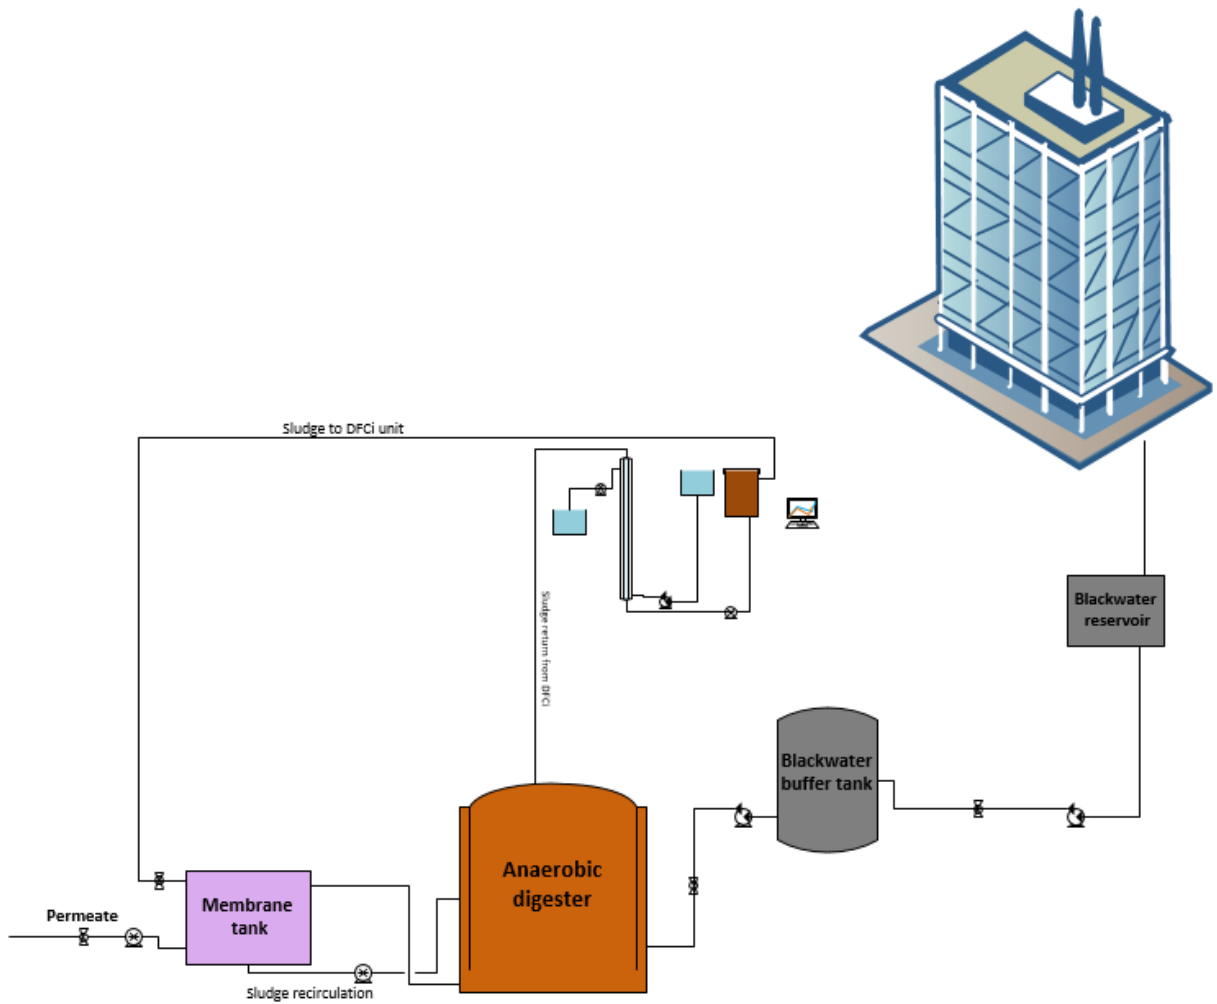 Sludge to DFCi unit
Sludge return from DFCi
Blackwater
reservoir
Blackwater
buffer tank
Anaerobic
digester
Membrane
tank
Permeate
Sludge recirculation